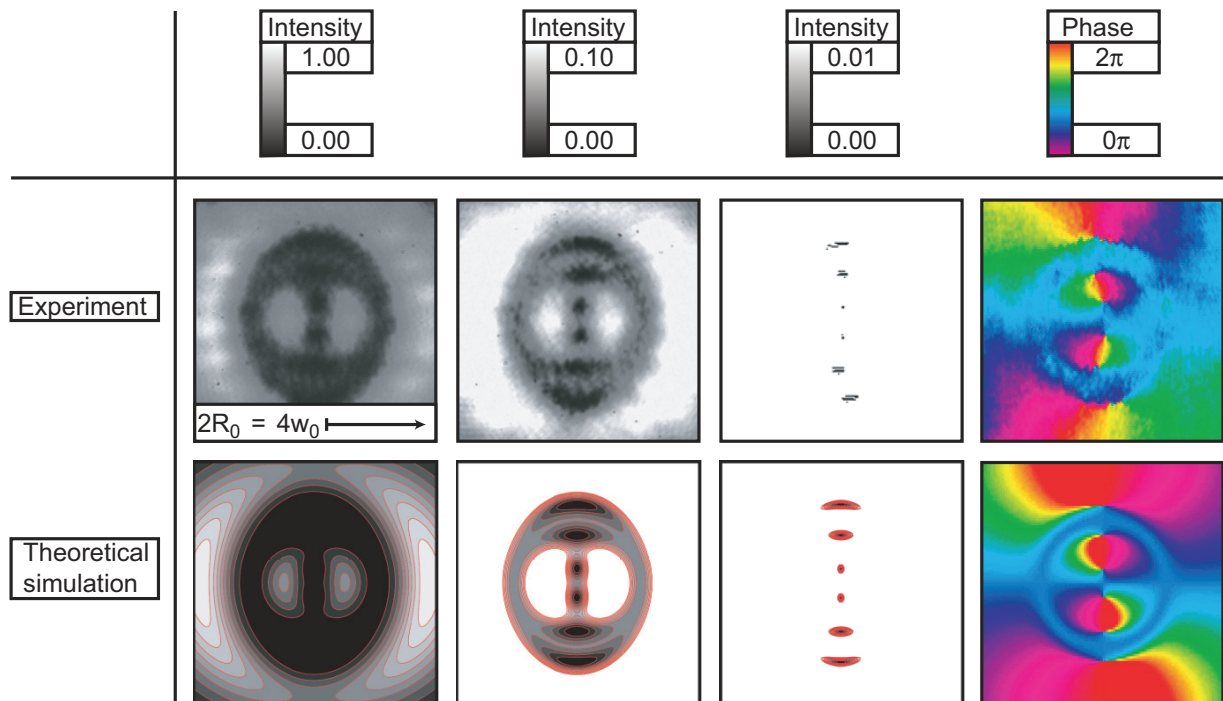 Intensity
1.00
0.00
Intensity
0.10
0.00
Intensity
0.01
0.00
Phase
2π
0π
Experiment
2R₀ = 4w₀
Theoretical
simulation